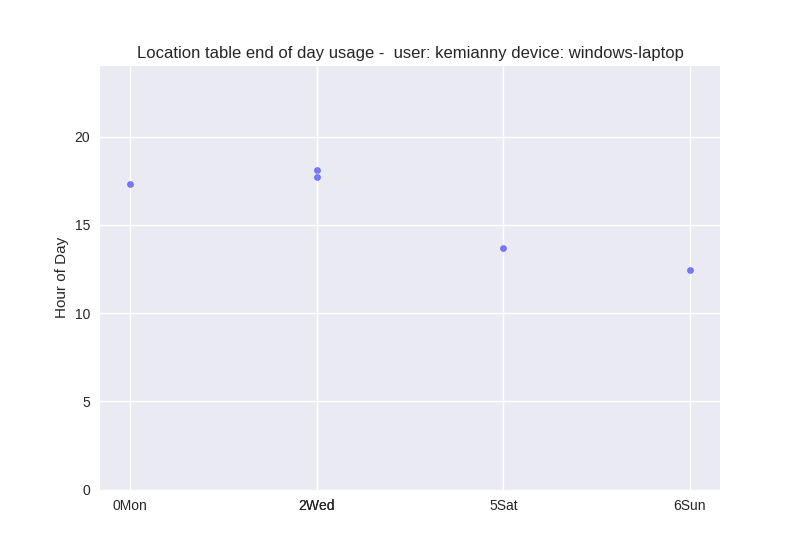 Location table end of day usage -  user: kemianny device: windows-laptop
20
15
10
5
0
Hour of Day
0Mon 2Wed 5Sat 6Sun